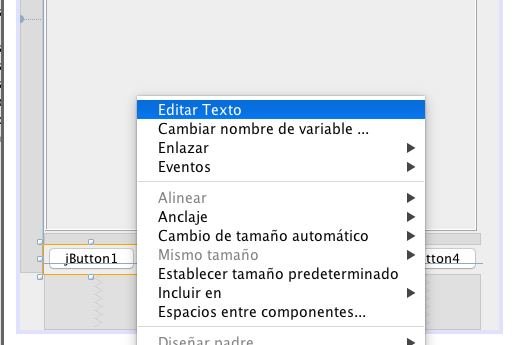 Editar Texto
Cambiar nombre de variable ...
Enlazar
Eventos
Alinear
Anclaje
Cambio de tamaño automático
Mismo tamaño
Establecer tamaño predeterminado
Incluir en
Espacios entre componentes...
Diseñar padre
jButton1
tton4